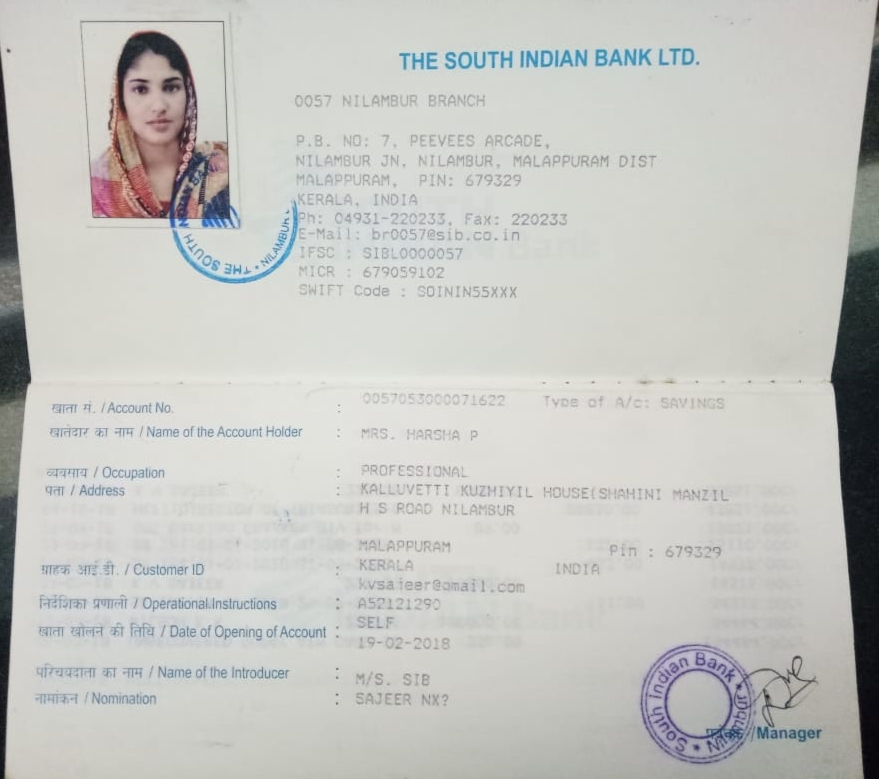 THE SOUTH INDIAN BANK LTD.
0057 NILAMBUR BRANCH
P.B. NO: 7, PEEVEES ARCADE,
NILAMBUR JN, NILAMBUR, MALAPPURAM DIST
MALAPPURAM, PIN: 679329
KERALA, INDIA
Ph: 04931-220233, Fax: 220233
E-Mail: br0057@sib.co.in
IFSC : SIBL0000057
MICR : 679059102
SWIFT Code : SOININ55XXX
THE SOUTH INDIAN BA * NILAMBUR
खाता सं. / Account No. : 0057053000071622 Type of A/c: SAVINGS
खातेदार का नाम / Name of the Account Holder : MRS. HARSHA P
व्यवसाय / Occupation : PROFESSIONAL
पता / Address : KALLUVETTI KUZHIYIL HOUSE(SHAHINI MANZIL
H S ROAD NILAMBUR
MALAPPURAM Pin : 679329
ग्राहक आई.डी. / Customer ID : KERALA INDIA
kvsajeer@gmail.com
निर्देशिका प्रणाली / Operational Instructions : A52121290
खाता खोलने की तिथि / Date of Opening of Account : SELF
19-02-2018
परिचयदाता का नाम / Name of the Introducer : M/S. SIB
नामांकन / Nomination : SAJEER NX?
South Indian Bank * Nilambur *
/Manager